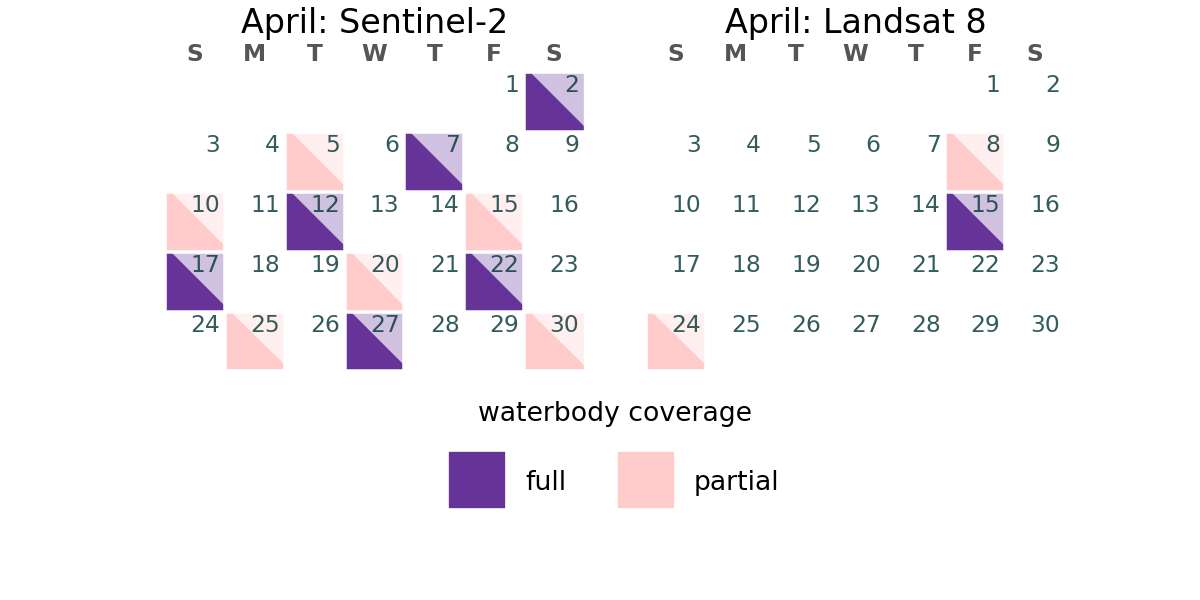 April: Sentinel-2
S M T W T F S
1 2
3 4 5 6 7 8 9
10 11 12 13 14 15 16
17 18 19 20 21 22 23
24 25 26 27 28 29 30
April: Landsat 8
S M T W T F S
1 2
3 4 5 6 7 8 9
10 11 12 13 14 15 16
17 18 19 20 21 22 23
24 25 26 27 28 29 30
waterbody coverage
full partial